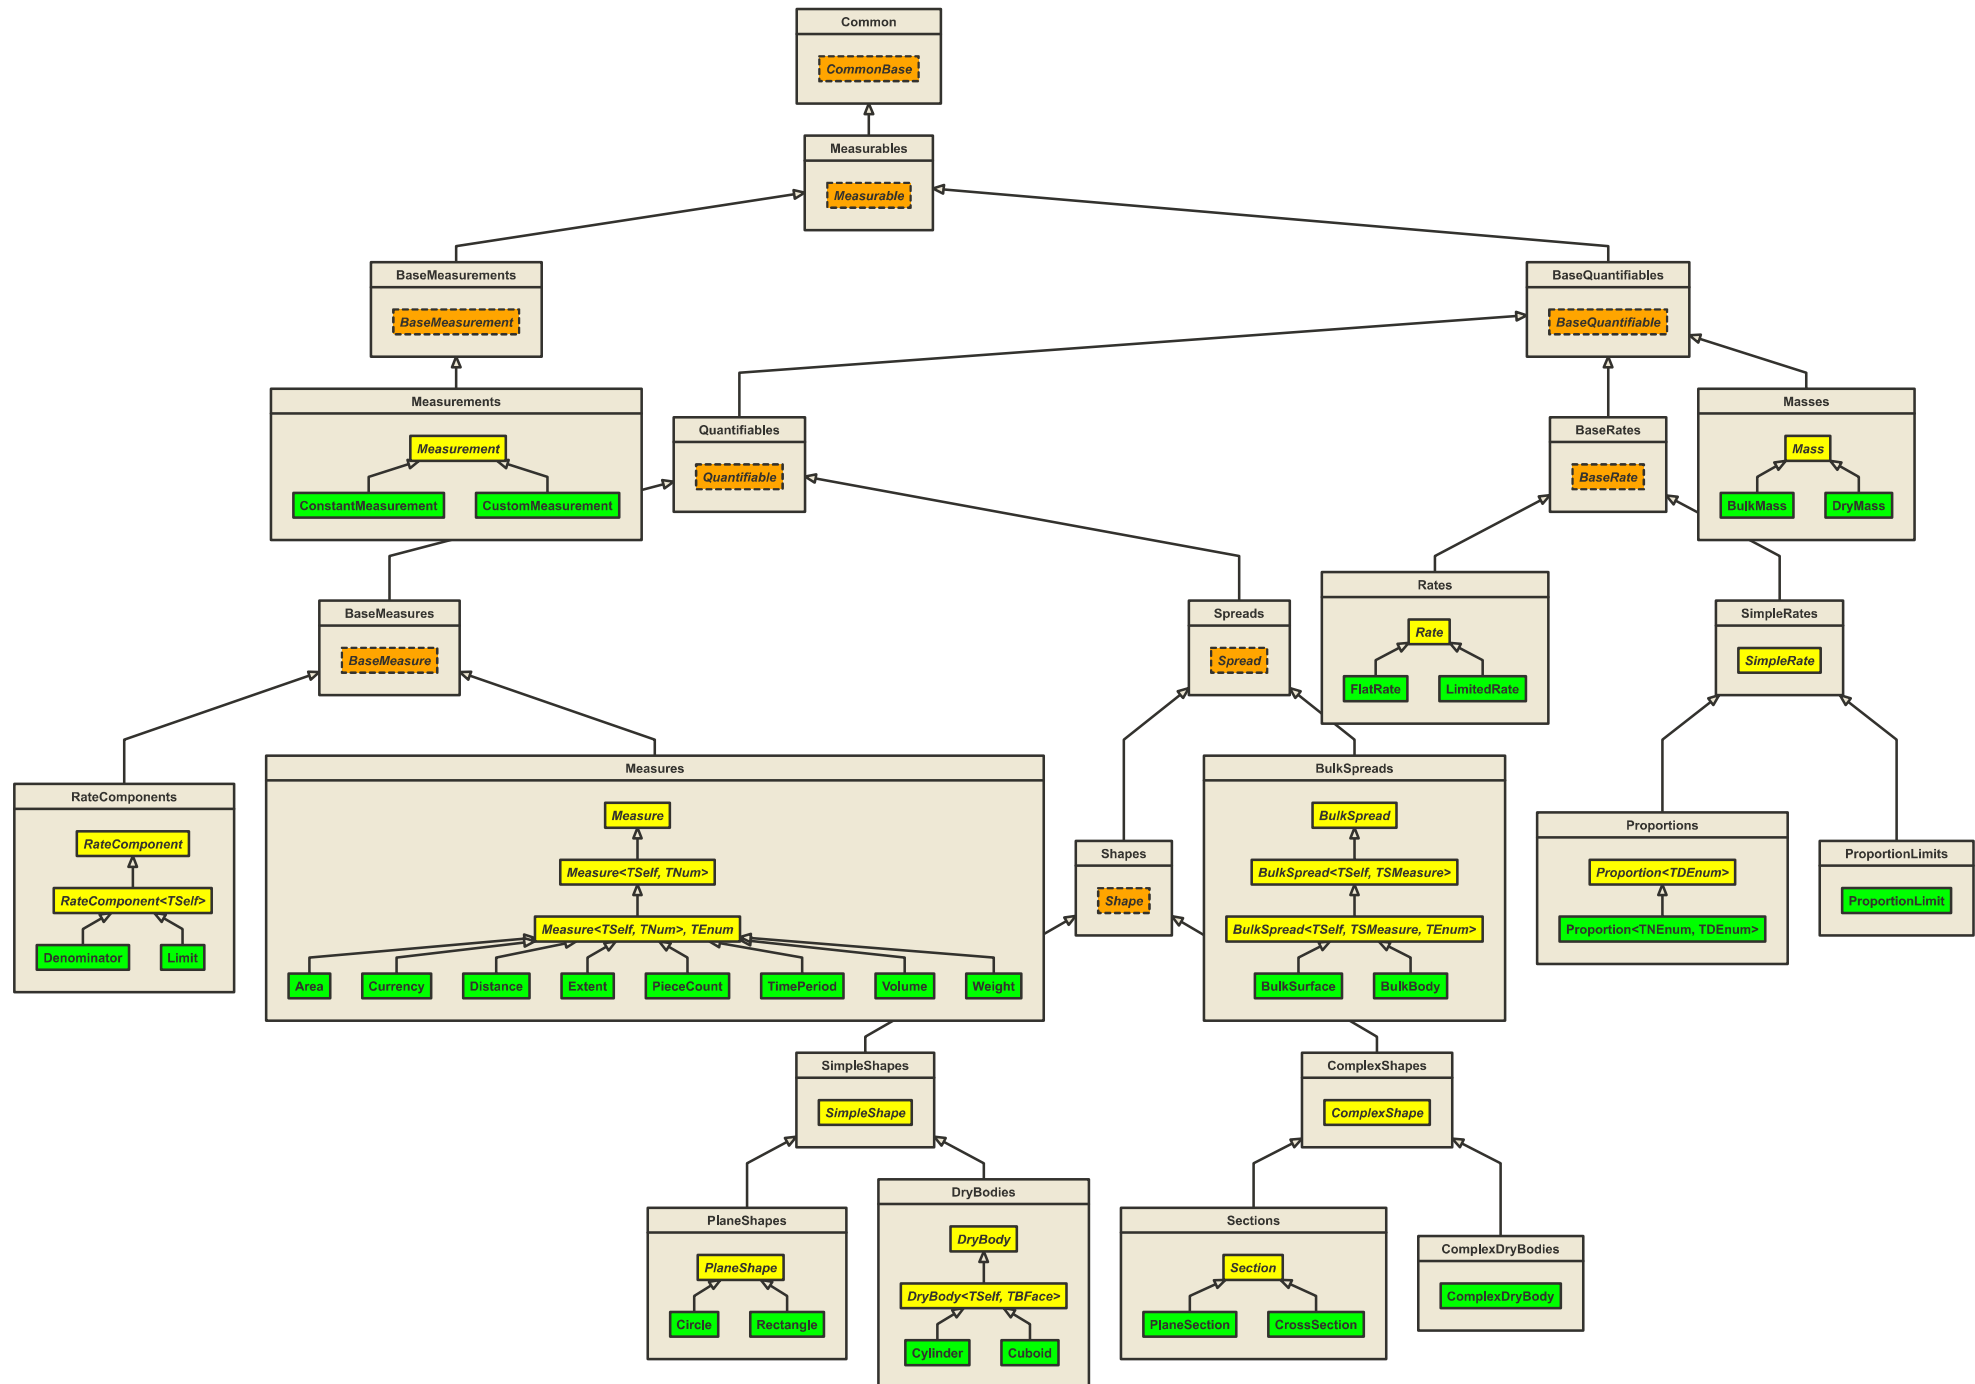 Common
CommonBase
Measurables
Measurable
BaseMeasurements
BaseMeasurement
BaseQuantifiables
BaseQuantifiable
Measurements
Measurement
ConstantMeasurement
CustomMeasurement
Quantifiables
Quantifiable
BaseRates
BaseRate
Masses
Mass
BulkMass
DryMass
BaseMeasures
BaseMeasure
Spreads
Spread
Rates
Rate
FlatRate
LimitedRate
SimpleRates
SimpleRate
RateComponents
RateComponent
RateComponent<TSelf>
Denominator
Limit
Measures
Measure
Measure<TSelf, TNum>
Measure<TSelf, TNum>, TEnum
Area
Currency
Distance
Extent
PieceCount
TimePeriod
Volume
Weight
Shapes
Shape
BulkSpreads
BulkSpread
BulkSpread<TSelf, TSMeasure>
BulkSpread<TSelf, TSMeasure, TEnum>
BulkSurface
BulkBody
Proportions
Proportion<TDEnum>
Proportion<TNEnum, TDEnum>
ProportionLimits
ProportionLimit
SimpleShapes
SimpleShape
ComplexShapes
ComplexShape
PlaneShapes
PlaneShape
Circle
Rectangle
DryBodies
DryBody
DryBody<TSelf, TBFace>
Cylinder
Cuboid
Sections
Section
PlaneSection
CrossSection
ComplexDryBodies
ComplexDryBody